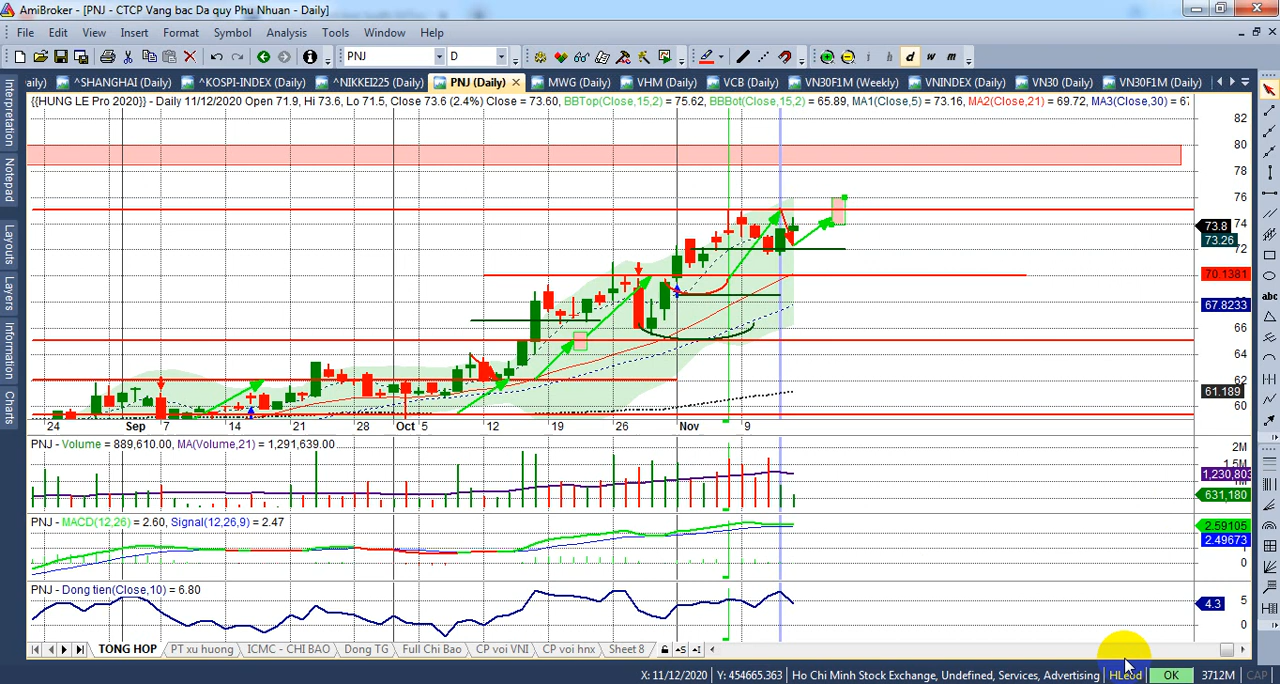 AmiBroker - [PNJ - CTCP Vang bac Da quy Phu Nhuan - Daily]
File Edit View Insert Format Symbol Analysis Tools Window Help
PNJ D i h d w m
aily) ^SHANGHAI (Daily) ^KOSPI-INDEX (Daily) ^NIKKEI225 (Daily) PNJ (Daily) MWG (Daily) VHM (Daily) VCB (Daily) VN30F1M (Weekly) VNINDEX (Daily) VN30 (Daily) VN30F1M (Daily)
{{HUNG LE Pro 2020}} - Daily 11/12/2020 Open 71.9, Hi 73.6, Lo 71.5, Close 73.6 (2.4%) Close = 73.60, BBTop(Close,15,2) = 75.62, BBBot(Close,15,2) = 65.89, MA1(Close,5) = 73.16, MA2(Close,21) = 69.72, MA3(Close,30) = 67
Interpretation
Notepad
Layers
Layouts
Information
Charts
82
80
78
76
74
73.8
73.26
72
70.1381
67.8233
66
64
62
61.189
60
24 Sep 7 14 21 28 Oct 5 12 19 26 Nov 9
PNJ - Volume = 889,610.00, MA(Volume,21) = 1,291,639.00
2M
1.5M
1,230,803
631,180
PNJ - MACD(12,26) = 2.60, Signal(12,26,9) = 2.47
2.59105
2.49673
0
PNJ - Dong tien(Close,10) = 6.80
5
4.3
0
TONG HOP PT xu huong ICMC - CHI BAO Dong TG Full Chi Bao CP voi VNI CP voi hnx Sheet 8
X: 11/12/2020 Y: 454665.363 Ho Chi Minh Stock Exchange, Undefined, Services, Advertising HLeod OK 3712M CAP
abc